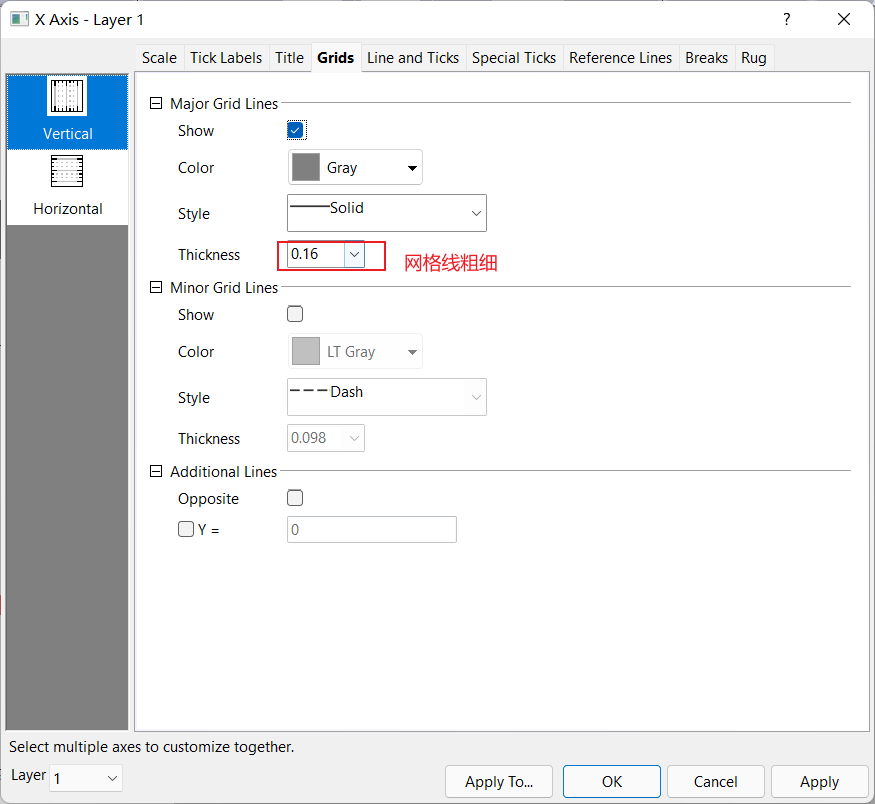 X Axis - Layer 1
?
Scale Tick Labels Title Grids Line and Ticks Special Ticks Reference Lines Breaks Rug
Vertical
Horizontal
Major Grid Lines
Show
Color Gray
Style Solid
Thickness 0.16 网格线粗细
Minor Grid Lines
Show
Color LT Gray
Style Dash
Thickness 0.098
Additional Lines
Opposite
Y = 0
Select multiple axes to customize together.
Layer 1
Apply To... OK Cancel Apply